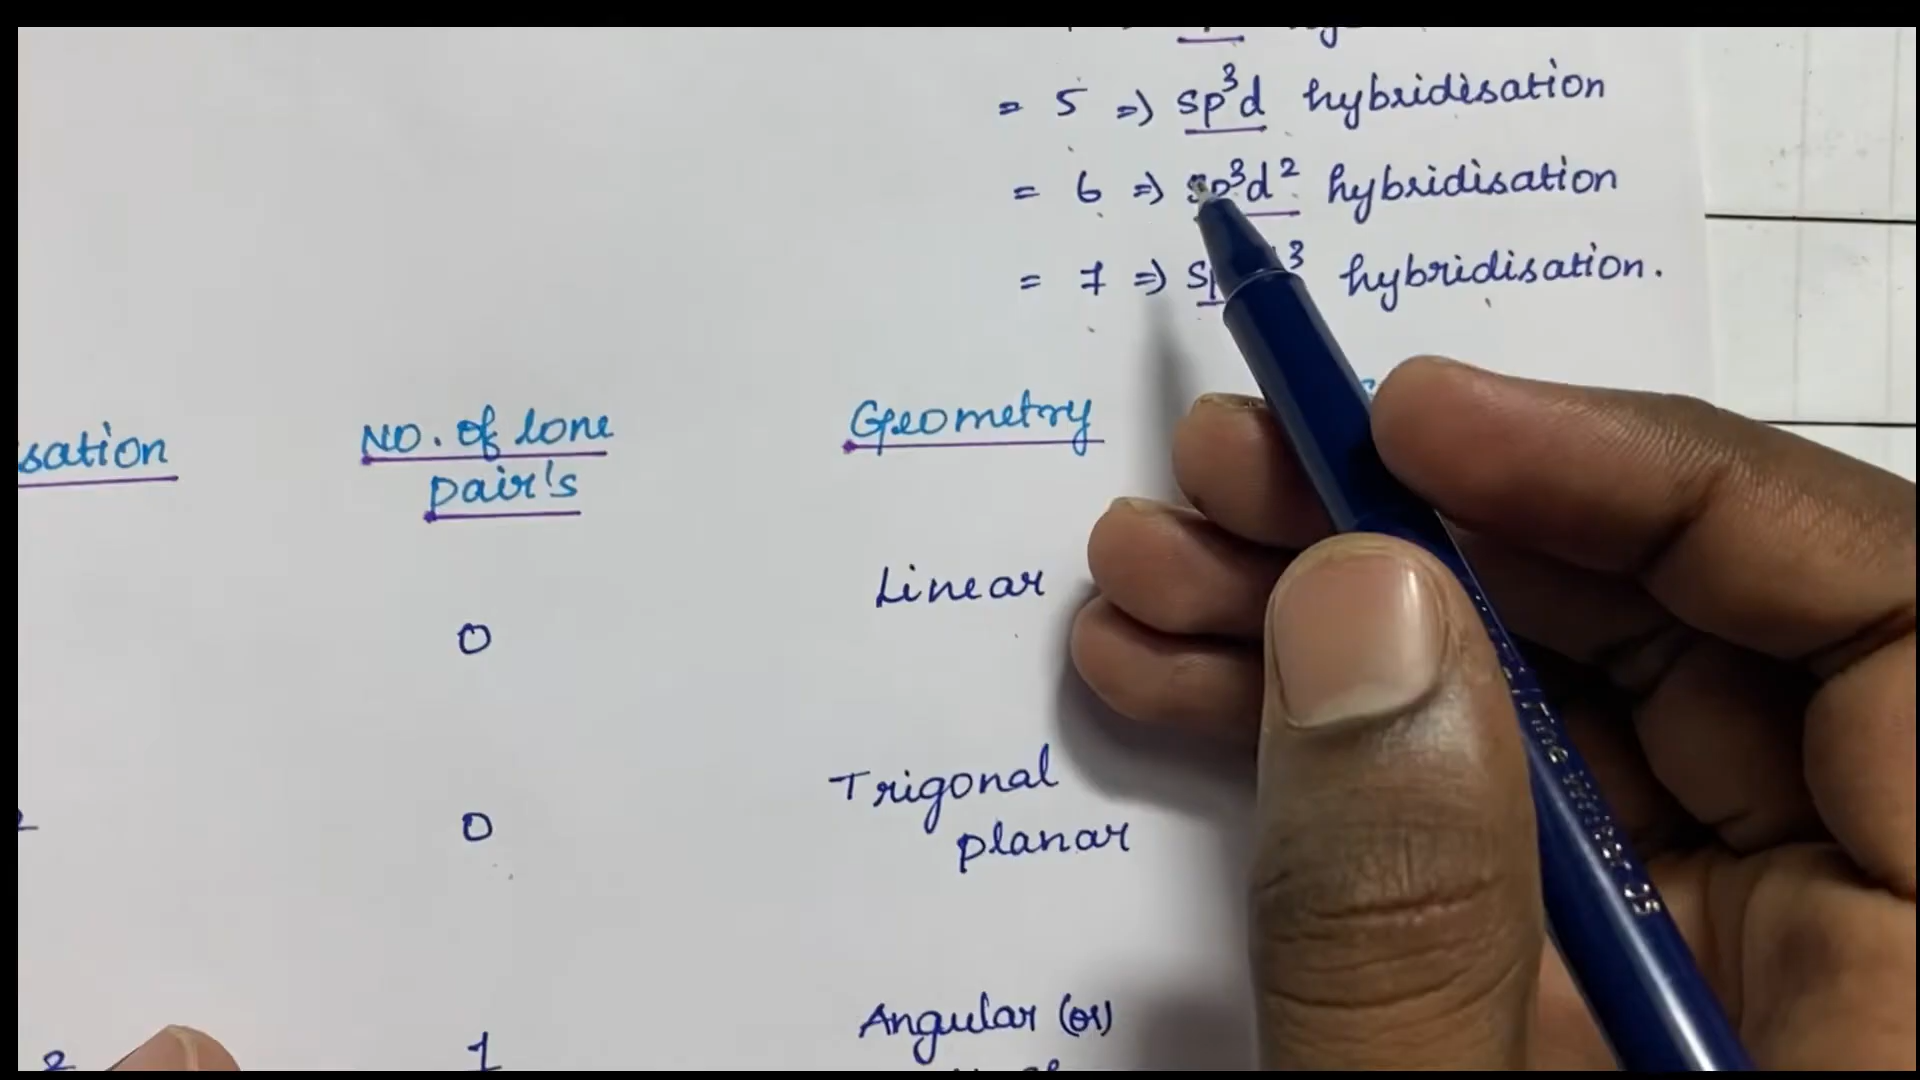 = 5 => sp³d hybridisation
= 6 => sp³d² hybridisation
= 7 => hybridisation.
sation
No. of lone
pair's
Geometry
Linear
0
Trigonal
0
planar
Angular (or)
1
2